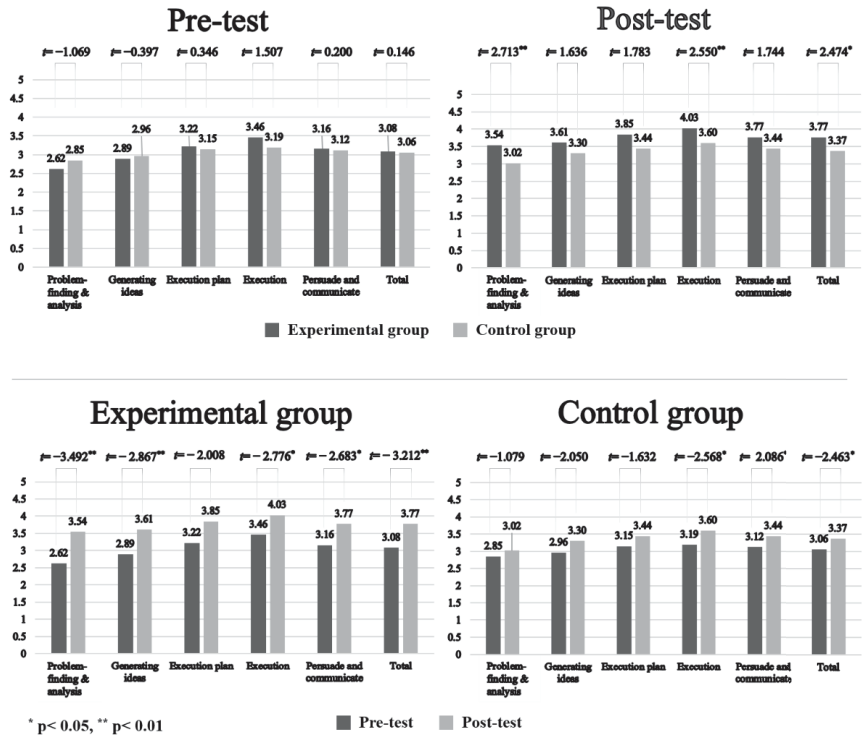 Pre-test
t= −1.069 t= −0.397 t= 0.346 t= 1.507 t= 0.200 t= 0.146
5
4.5
4
3.5
3
2.5
2
1.5
1
0.5
0
2.62 2.85 2.89 2.96 3.22 3.15 3.46 3.19 3.16 3.12 3.08 3.06
Problem- Generating Execution plan Execution Persuade and Total
finding & ideas communicate
analysis
Post-test
t= 2.713** t= 1.636 t= 1.783 t= 2.550** t= 1.744 t= 2.474*
5
4.5
4
3.5
3
2.5
2
1.5
1
0.5
0
3.54 3.02 3.61 3.30 3.85 3.44 4.03 3.60 3.77 3.44 3.77 3.37
Problem- Generating Execution plan Execution Persuade and Total
finding & ideas communicate
analysis
Experimental group Control group
Experimental group
t= −3.492** t= − 2.867** t= − 2.008 t= −2.776* t= − 2.683* t= −3.212**
5
4.5
4
3.5
3
2.5
2
1.5
1
0.5
0
2.62 3.54 2.89 3.61 3.22 3.85 3.46 4.03 3.16 3.77 3.08 3.77
Problem- Generating Execution plan Execution Persuade and Total
finding & ideas communicate
analysis
Control group
t= −1.079 t= −2.050 t= −1.632 t= −2.568* t= 2.086* t= −2.463*
5
4.5
4
3.5
3
2.5
2
1.5
1
0.5
0
2.85 3.02 2.96 3.30 3.15 3.44 3.19 3.60 3.12 3.44 3.06 3.37
Problem- Generating Execution plan Execution Persuade and Total
finding & ideas communicate
analysis
* p< 0.05, ** p< 0.01
Pre-test Post-test